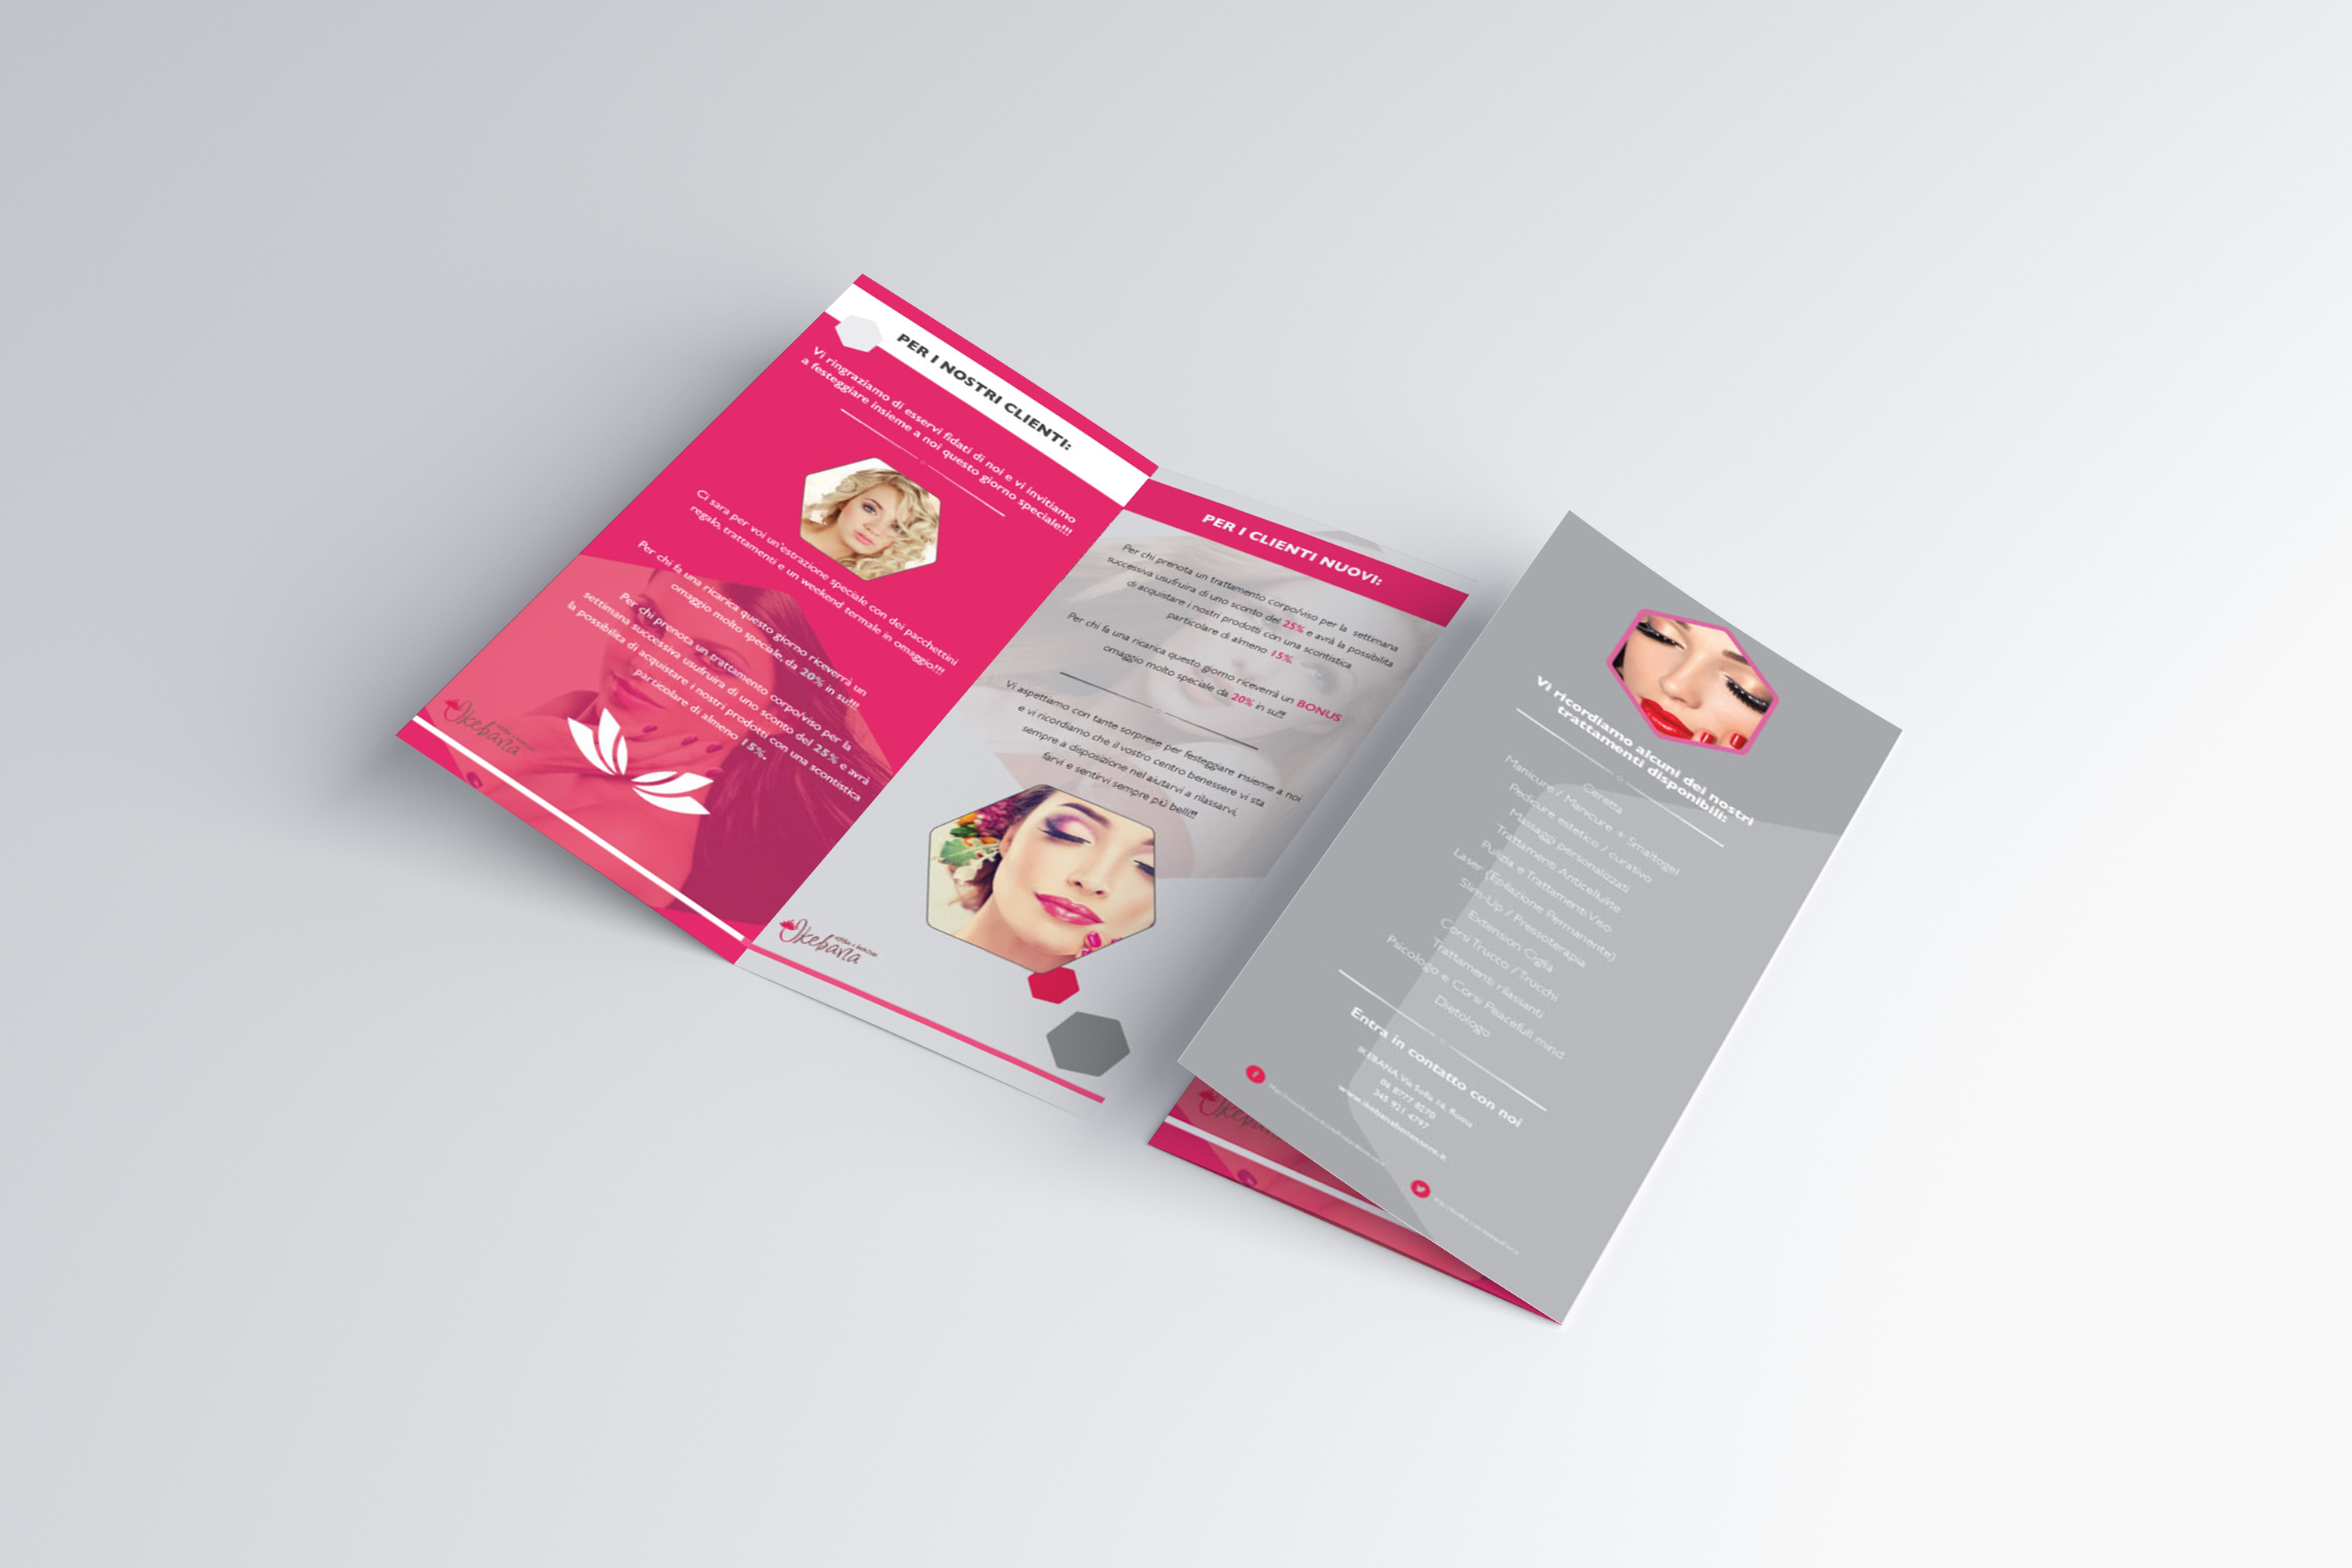 PER I NOSTRI CLIENTI:
Vi ringraziamo di esservi fidati di noi e vi invitiamo
a festeggiare insieme a noi questo giorno speciale!!!
Ci sara per voi un'estrazione speciale con dei pacchettini
regalo, trattamenti e un weekend termale in omaggio!!!
Per chi fa una ricarica questo giorno riceverrà un
omaggio molto speciale, da 20% in su!!!
Per chi prenota un trattamento corpo/viso per la
settimana successiva usufruira di uno sconto del 25% e avrà
la possibilita di acquistare i nostri prodotti con una scontistica
particolare di almeno 15%.
Ikebana
PER I CLIENTI NUOVI:
Per chi prenota un trattamento corpo/viso per la settimana
successiva usufruira di uno sconto del 25% e avrà la possibilita
di acquistare i nostri prodotti con una scontistica
particolare di almeno 15%.
Per chi fa una ricarica questo giorno riceverrà un BONUS
omaggio molto speciale da 20% in su!!!
Vi aspettiamo con tante sorprese per festeggiare insieme a noi
e vi ricordiamo che il vostro centro benessere vi sta
sempre a disposizione nel aiutarvi a rilassarvi,
farvi e sentirvi sempre più belli!!!
Ikebana
Vi ricordiamo alcuni dei nostri
trattamenti disponibili:
Ceretta
Manicure / Manicure + Smaltogel
Pedicure estetico / curativo
Massaggi personalizzati
Trattamenti Anticellulite
Pulizia e Trattamenti Viso
Laser (Epilazione Permanente)
Slim-Up / Pressoterapia
Extension Ciglia
Corsi Trucco / Trucchi
Trattamenti rilassanti
Psicologo e Corsi Peacefull mind
Dietologo
Entra in contatto con noi
IKEBANA, Via Sofia 16, Roma
06 8777 8270
345 921 4797
www.ikebanabenessere.it